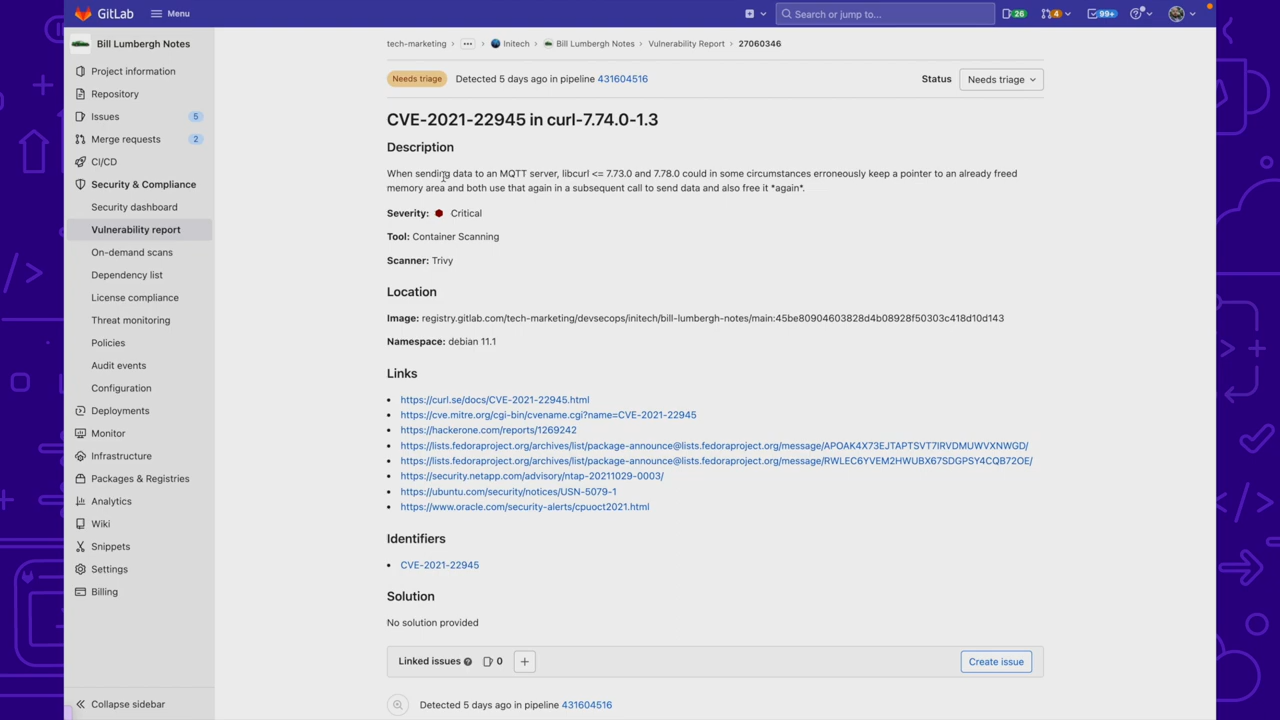 GitLab Menu Search or jump to... 26 4 99+
Bill Lumbergh Notes
Project information
Repository
Issues 5
Merge requests 2
CI/CD
Security & Compliance
Security dashboard
Vulnerability report
On-demand scans
Dependency list
License compliance
Threat monitoring
Policies
Audit events
Configuration
Deployments
Monitor
Infrastructure
Packages & Registries
Analytics
Wiki
Snippets
Settings
Billing
Collapse sidebar
tech-marketing > ... > Initech > Bill Lumbergh Notes > Vulnerability Report > 27060346
Needs triage Detected 5 days ago in pipeline 431604516 Status Needs triage
CVE-2021-22945 in curl-7.74.0-1.3
Description
When sending data to an MQTT server, libcurl <= 7.73.0 and 7.78.0 could in some circumstances erroneously keep a pointer to an already freed
memory area and both use that again in a subsequent call to send data and also free it *again*.
Severity: Critical
Tool: Container Scanning
Scanner: Trivy
Location
Image: registry.gitlab.com/tech-marketing/devsecops/initech/bill-lumbergh-notes/main:45be80904603828d4b08928f50303c418d10d143
Namespace: debian 11.1
Links
https://curl.se/docs/CVE-2021-22945.html
https://cve.mitre.org/cgi-bin/cvename.cgi?name=CVE-2021-22945
https://hackerone.com/reports/1269242
https://lists.fedoraproject.org/archives/list/package-announce@lists.fedoraproject.org/message/APOAK4X73EJTAPTSVT7IRVDMUWVXNWGD/
https://lists.fedoraproject.org/archives/list/package-announce@lists.fedoraproject.org/message/RWLEC6YVEM2HWUBX67SDGPSY4CQB72OE/
https://security.netapp.com/advisory/ntap-20211029-0003/
https://ubuntu.com/security/notices/USN-5079-1
https://www.oracle.com/security-alerts/cpuoct2021.html
Identifiers
CVE-2021-22945
Solution
No solution provided
Linked issues 0 + Create issue
Detected 5 days ago in pipeline 431604516